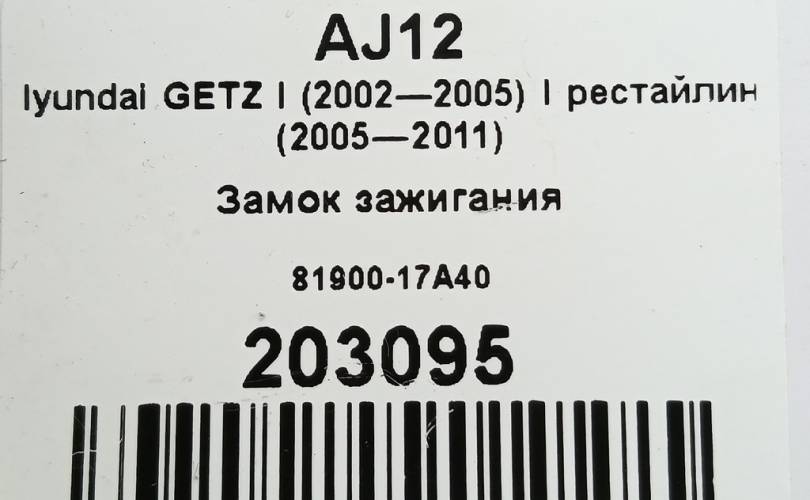 AJ12
lyundai GETZ I (2002—2005) I рестайлин
(2005—2011)
Замок зажигания
81900-17A40
203095